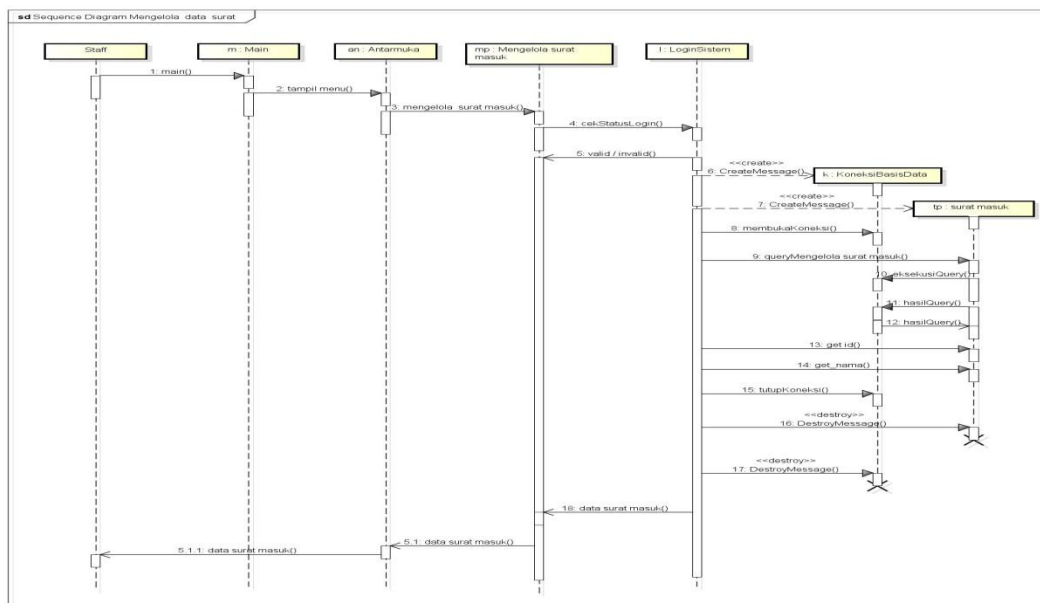 sd Sequence Diagram Mengelola data surat
Staff
m : Main
an : Antarmuka
mp : Mengelola surat
masuk
l : LoginSistem
1: main()
2: tampil menu()
3: mengelola surat masuk()
4: cekStatusLogin()
5: valid / invalid()
<<create>>
6: CreateMessage()
k : KoneksiBasisData
<<create>>
7: CreateMessage()
tp : surat masuk
8: membukaKoneksi()
9: queryMengelola surat masuk()
10: eksekusiQuery()
11: hasilQuery()
12: hasilQuery()
13: get id()
14: get_nama()
15: tutupKoneksi()
<<destroy>>
16: DestroyMessage()
<<destroy>>
17: DestroyMessage()
18: data surat masuk()
5.1: data surat masuk()
5.1.1: data surat masuk()